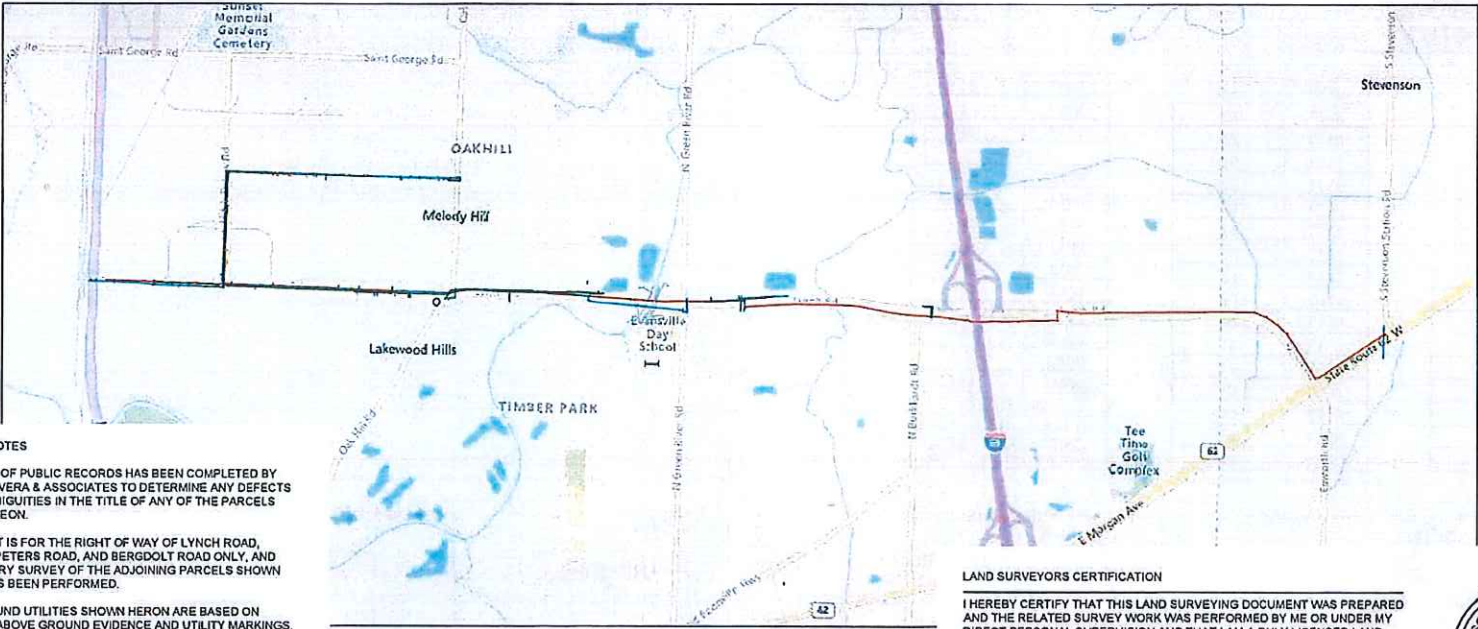 Sunset
Memorial
Gardens
Cemetery
Saint George Rd
Saint George Rd
N Green River Rd
S Stevenson
Stevenson
OAKHILL
Rd
Melody Hill
S Stevenson Station Rd
Evansville
Day
School
Lakewood Hills
State Route 62 W
TIMBER PARK
Oak Hill Rd
N Green River Rd
N Burkhardt Rd
Tee
Time
Golf
Complex
61
E Morgan Ave
62
OTES
OF PUBLIC RECORDS HAS BEEN COMPLETED BY
VERA & ASSOCIATES TO DETERMINE ANY DEFECTS
IGUITIES IN THE TITLE OF ANY OF THE PARCELS
EON.
T IS FOR THE RIGHT OF WAY OF LYNCH ROAD,
PETERS ROAD, AND BERGDOLT ROAD ONLY, AND
RY SURVEY OF THE ADJOINING PARCELS SHOWN
S BEEN PERFORMED.
UND UTILITIES SHOWN HERON ARE BASED ON
ABOVE GROUND EVIDENCE AND UTILITY MARKINGS.
LAND SURVEYORS CERTIFICATION
I HEREBY CERTIFY THAT THIS LAND SURVEYING DOCUMENT WAS PREPARED
AND THE RELATED SURVEY WORK WAS PERFORMED BY ME OR UNDER MY